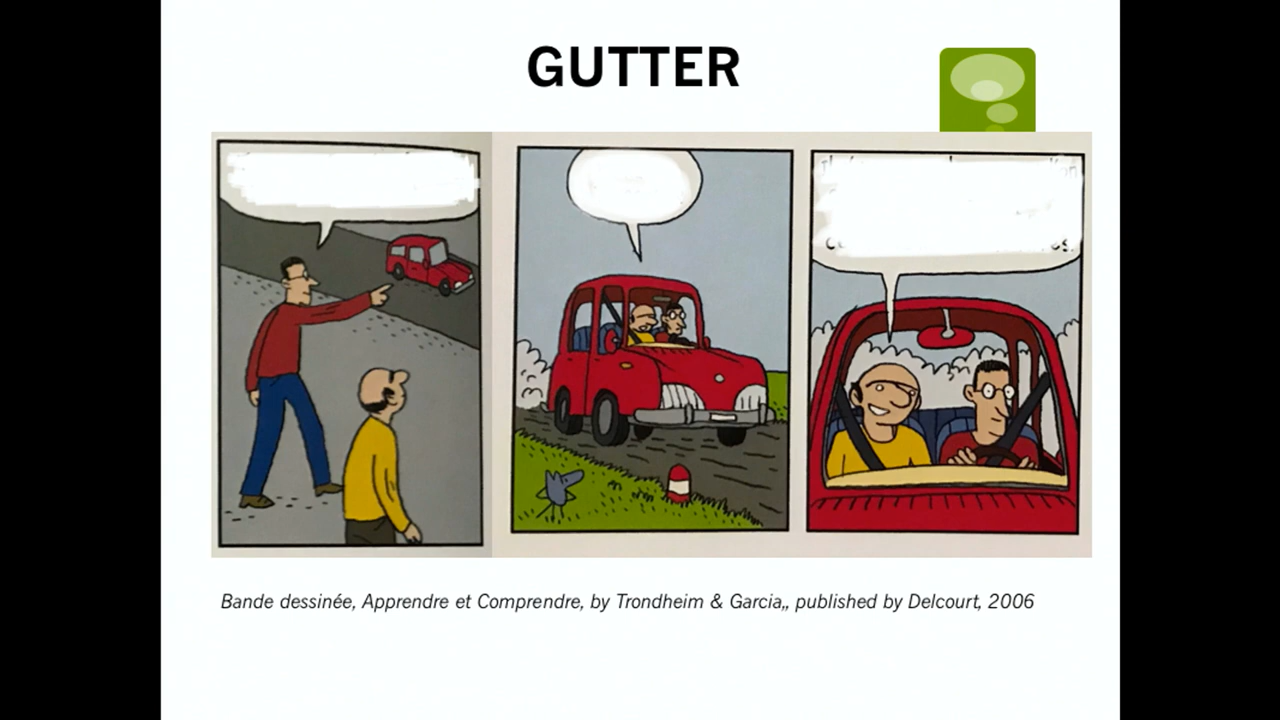 GUTTER
Bande dessinée, Apprendre et Comprendre, by Trondheim & Garcia,, published by Delcourt, 2006